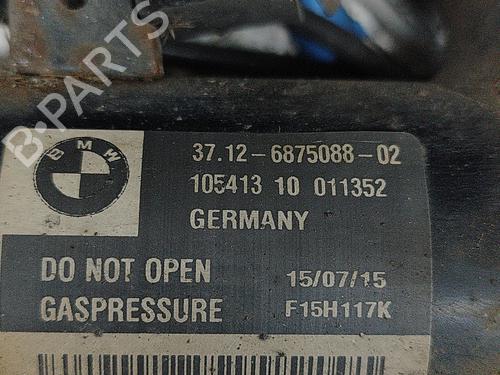 B-PARTS
BMW
37.12-6875088-02
105413 10 011352
GERMANY
DO NOT OPEN
15/07/15
GASPRESSURE
F15H117K